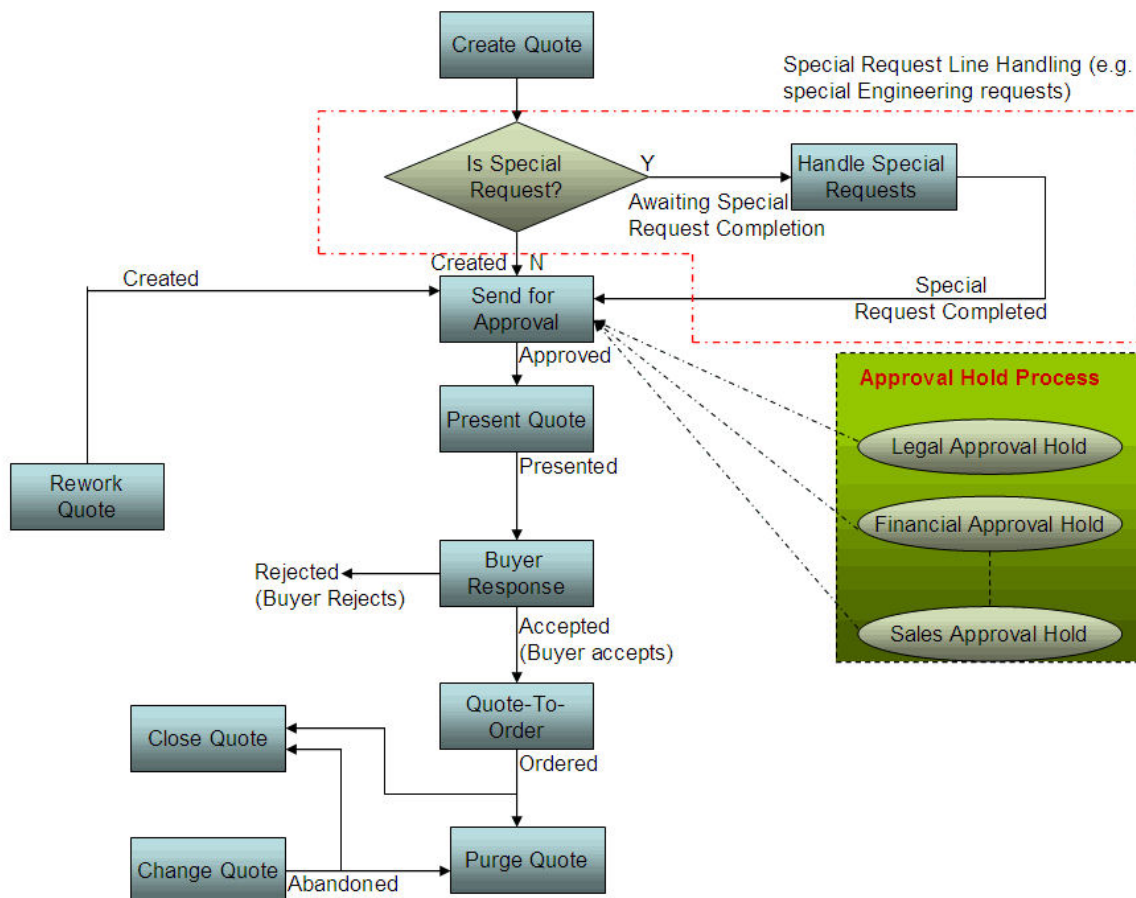 Create Quote
Special Request Line Handling (e.g.
special Engineering requests)
Is Special
Request?
Y
Handle Special
Requests
Awaiting Special
Request Completion
Created
N
Created
Send for
Approval
Special
Request Completed
Approved
Approval Hold Process
Present Quote
Legal Approval Hold
Presented
Rework
Quote
Financial Approval Hold
Buyer
Response
Rejected
(Buyer Rejects)
Accepted
(Buyer accepts)
Sales Approval Hold
Quote-To-
Order
Close Quote
Ordered
Change Quote
Purge Quote
Abandoned